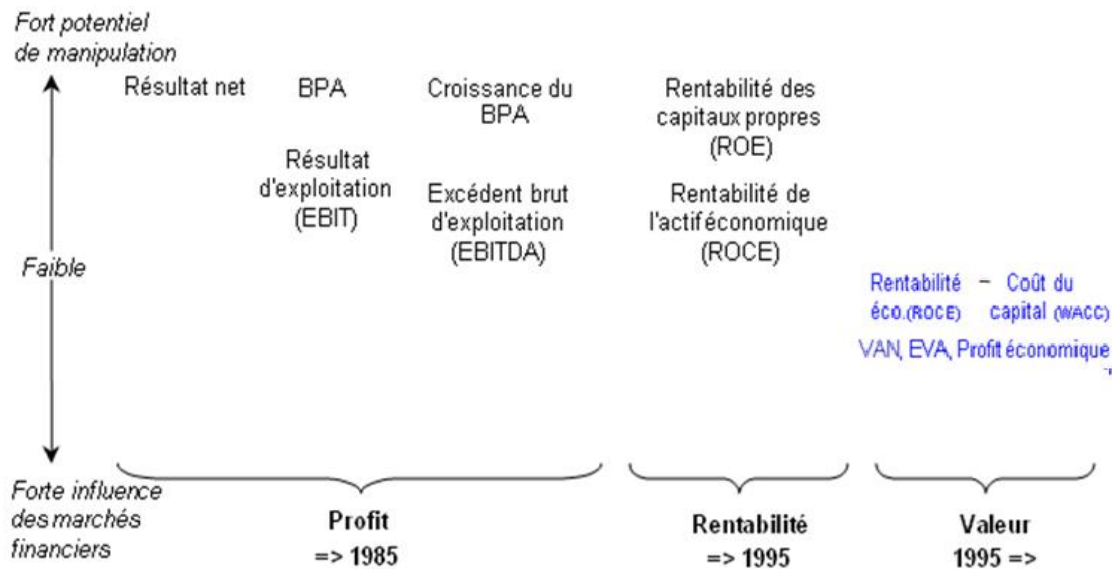 Fort potentiel
de manipulation
Résultat net
BPA
Croissance du
BPA
Rentabilité des
capitaux propres
(ROE)
Résultat
d'exploitation
(EBIT)
Excédent brut
d'exploitation
(EBITDA)
Rentabilité de
l'actif économique
(ROCE)
Faible
Rentabilité – Coût du
éco.(ROCE) capital (WACC)
VAN, EVA, Profit économique
Forte influence
des marchés
financiers
Profit
=> 1985
Rentabilité
=> 1995
Valeur
1995 =>